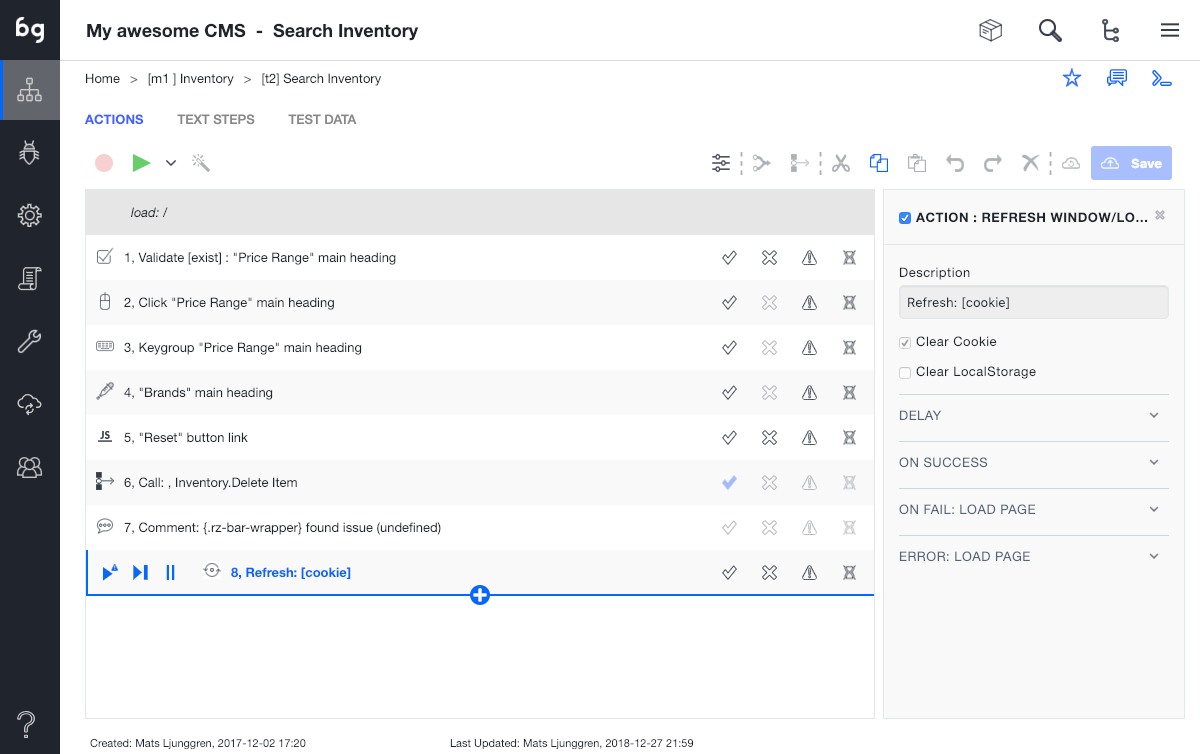 bg
My awesome CMS - Search Inventory
Home > [m1 ] Inventory > [t2] Search Inventory
ACTIONS TEXT STEPS TEST DATA
Save
load: /
1, Validate [exist] : "Price Range" main heading
2, Click "Price Range" main heading
3, Keygroup "Price Range" main heading
4, "Brands" main heading
JS 5, "Reset" button link
6, Call: , Inventory.Delete Item
7, Comment: {.rz-bar-wrapper} found issue (undefined)
8, Refresh: [cookie]
ACTION : REFRESH WINDOW/LO...
Description
Refresh: [cookie]
Clear Cookie
Clear LocalStorage
DELAY
ON SUCCESS
ON FAIL: LOAD PAGE
ERROR: LOAD PAGE
Created: Mats Ljunggren, 2017-12-02 17:20
Last Updated: Mats Ljunggren, 2018-12-27 21:59